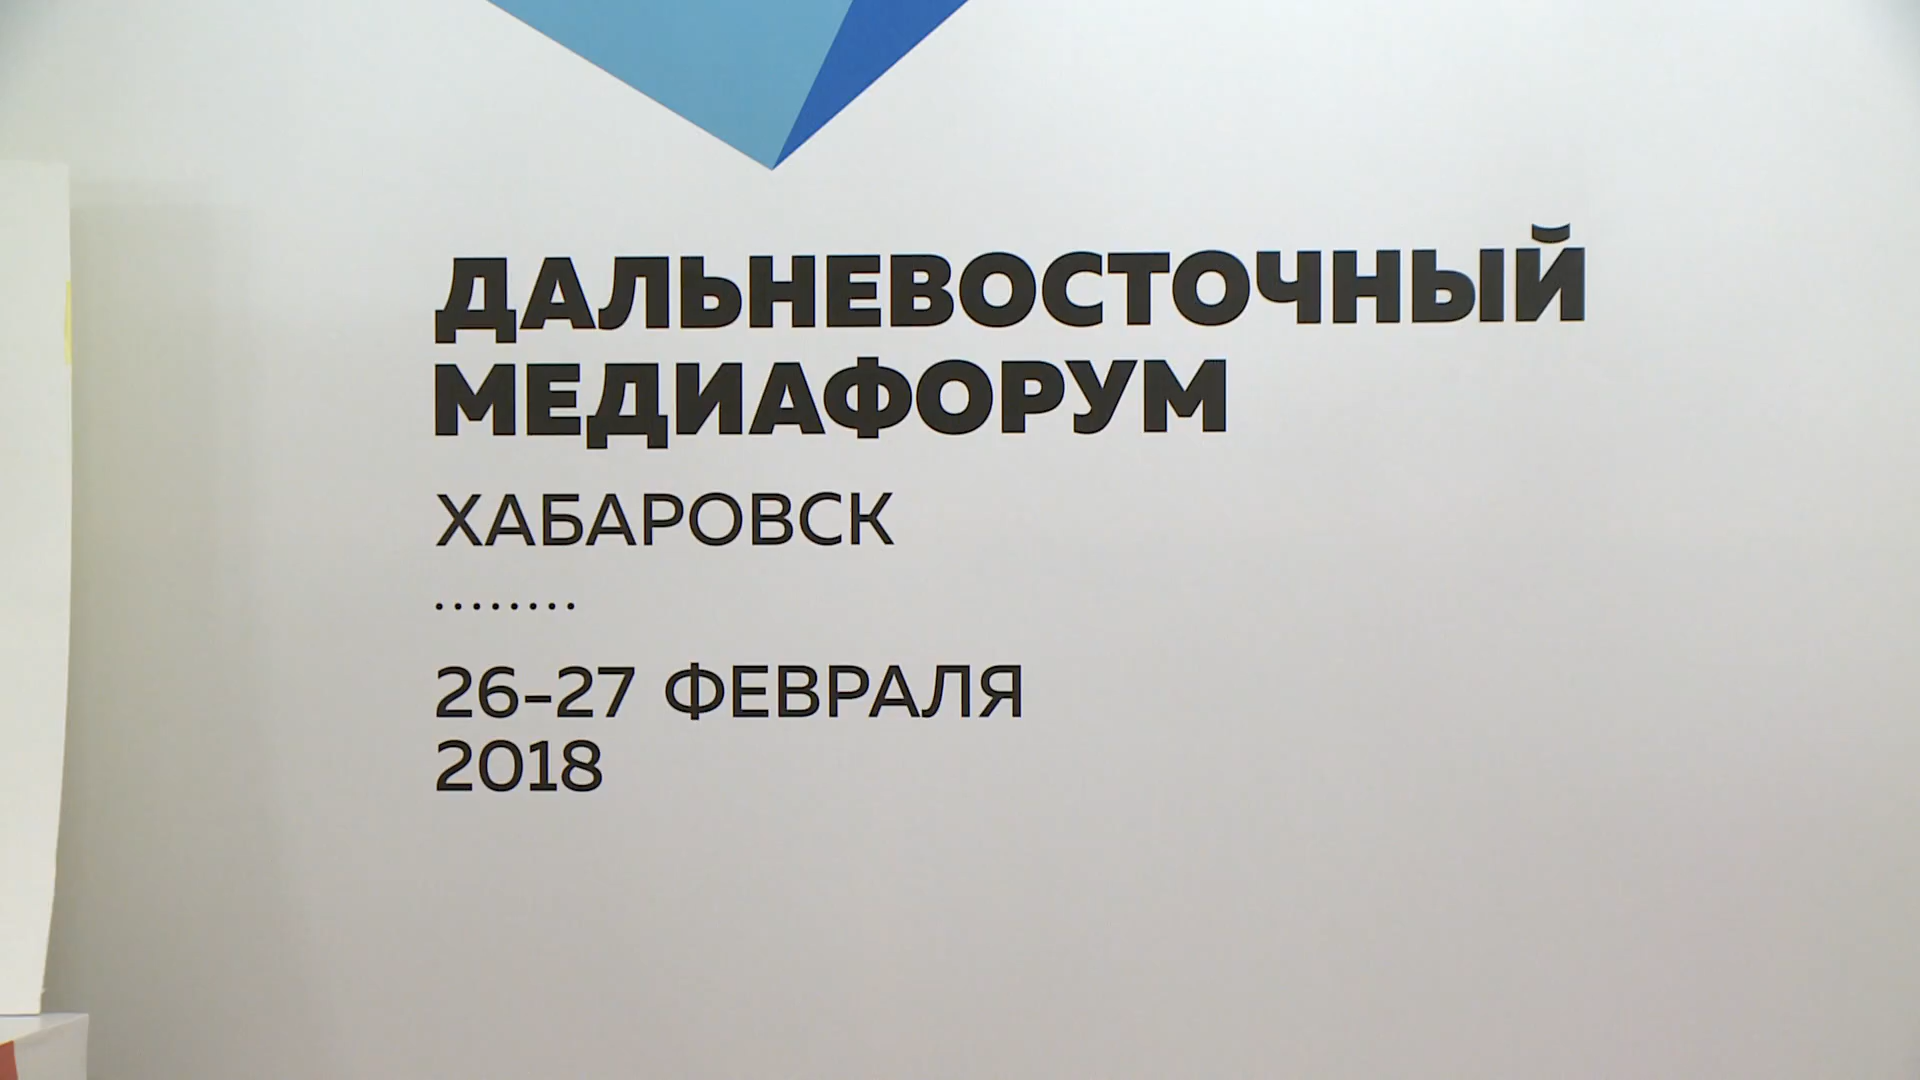 ДАЛЬНЕВОСТОЧНЫЙ
МЕДИАФОРУМ
ХАБАРОВСК
........
26-27 ФЕВРАЛЯ
2018